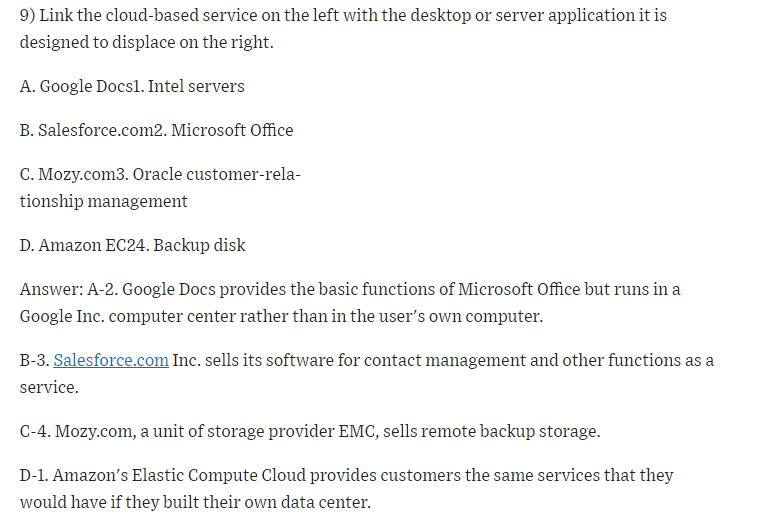 9) Link the cloud-based service on the left with the desktop or server application it is
designed to displace on the right.
A. Google Docs1. Intel servers
B. Salesforce.com2. Microsoft Office
C. Mozy.com3. Oracle customer-rela-
tionship management
D. Amazon EC24. Backup disk
Answer: A-2. Google Docs provides the basic functions of Microsoft Office but runs in a
Google Inc. computer center rather than in the user's own computer.
B-3. Salesforce.com Inc. sells its software for contact management and other functions as a
service.
C-4. Mozy.com, a unit of storage provider EMC, sells remote backup storage.
D-1. Amazon's Elastic Compute Cloud provides customers the same services that they
would have if they built their own data center.